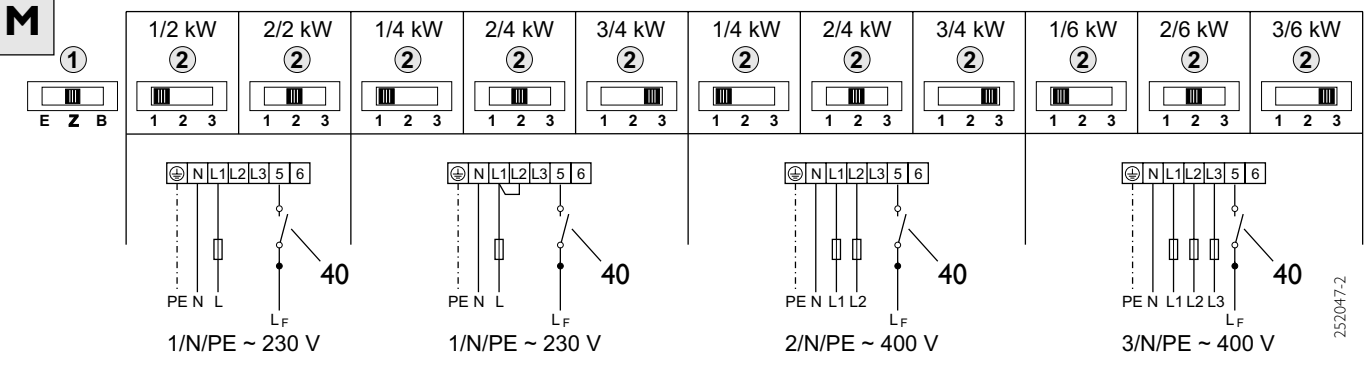 M
1/2 kW 2/2 kW 1/4 kW 2/4 kW 3/4 kW 1/4 kW 2/4 kW 3/4 kW 1/6 kW 2/6 kW 3/6 kW
1 2 2 2 2 2 2 2 2 2 2 2
E Z B 1 2 3 1 2 3 1 2 3 1 2 3 1 2 3 1 2 3 1 2 3 1 2 3 1 2 3 1 2 3 1 2 3
N L1 L2 L3 5 6 N L1 L2 L3 5 6 N L1 L2 L3 5 6 N L1 L2 L3 5 6
40 40 40 40
PE N L PE N L PE N L1 L2 PE N L1 L2 L3
LF LF LF LF
1/N/PE ~ 230 V 1/N/PE ~ 230 V 2/N/PE ~ 400 V 3/N/PE ~ 400 V
252047-2